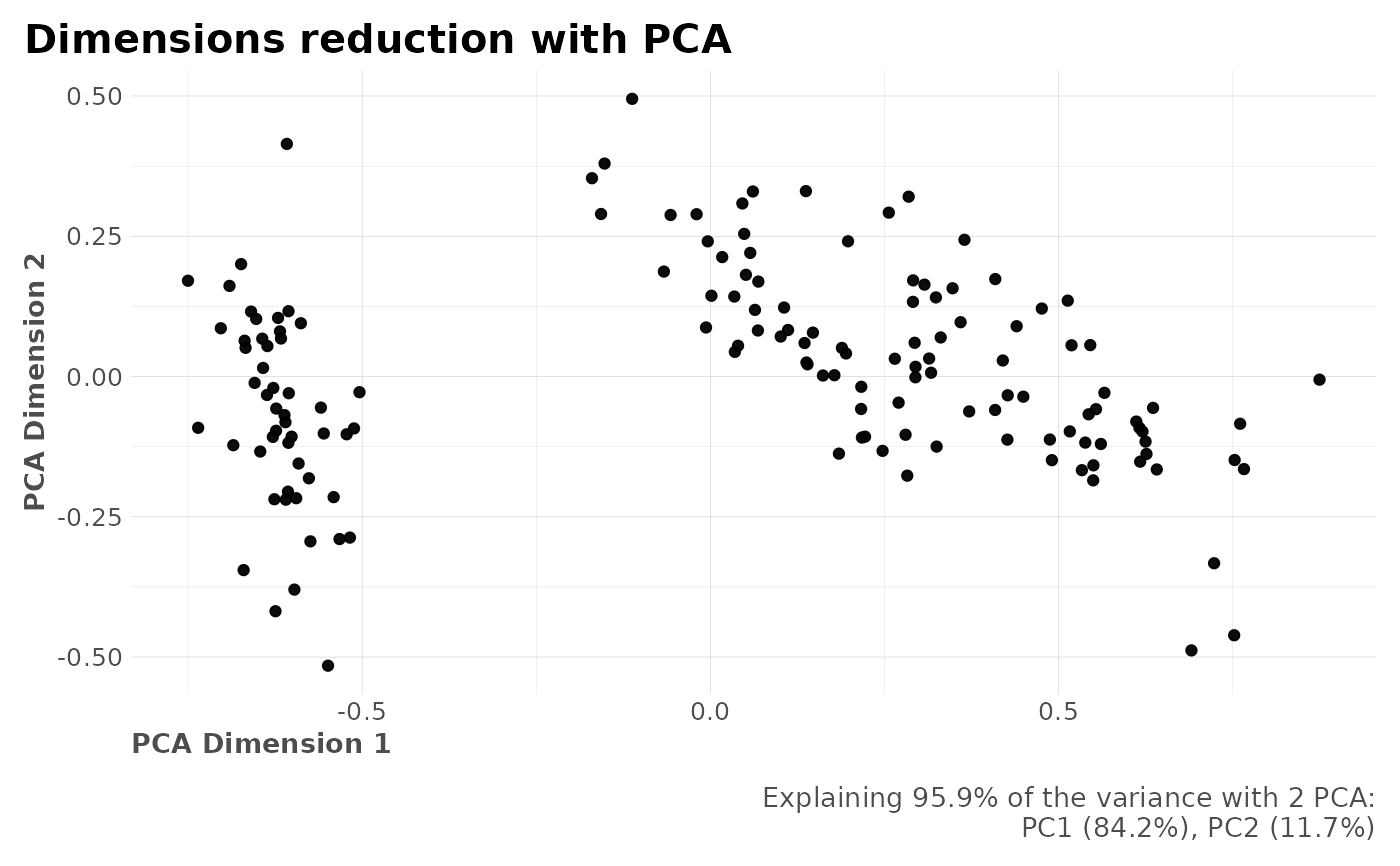 Dimensions reduction with PCA
PCA Dimension 2
0.50
0.25
0.00
-0.25
-0.50
-0.5
0.0
0.5
PCA Dimension 1
Explaining 95.9% of the variance with 2 PCA:
PC1 (84.2%), PC2 (11.7%)